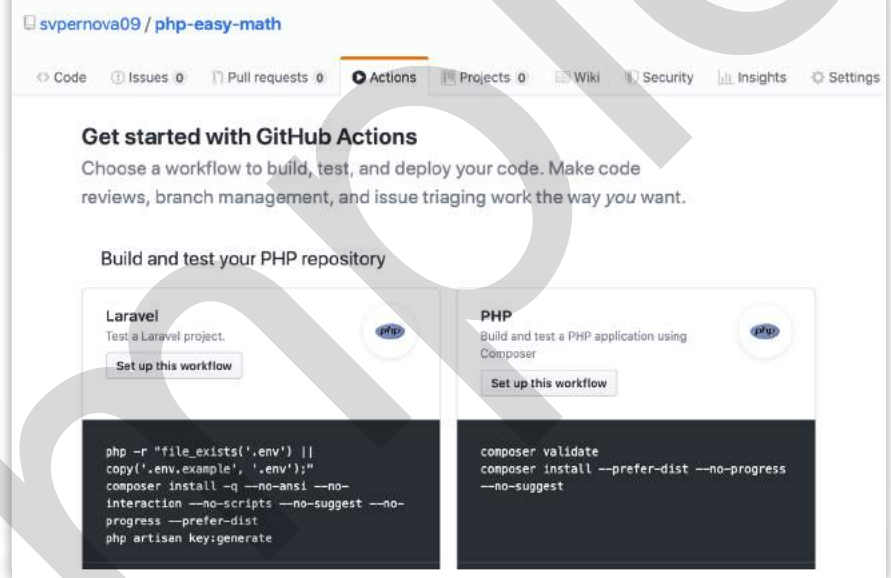 svpernova09 / php-easy-math
Code Issues 0 Pull requests 0 Actions Projects 0 Wiki Security Insights Settings
Get started with GitHub Actions
Choose a workflow to build, test, and deploy your code. Make code
reviews, branch management, and issue triaging work the way you want.
Build and test your PHP repository
Laravel
Test a Laravel project.
php
Set up this workflow
php -r "file_exists('.env') ||
copy('.env.example', '.env');"
composer install -q --no-ansi --no-
interaction --no-scripts --no-suggest --no-
progress --prefer-dist
php artisan key:generate
PHP
Build and test a PHP application using
Composer
php
Set up this workflow
composer validate
composer install --prefer-dist --no-progress
--no-suggest